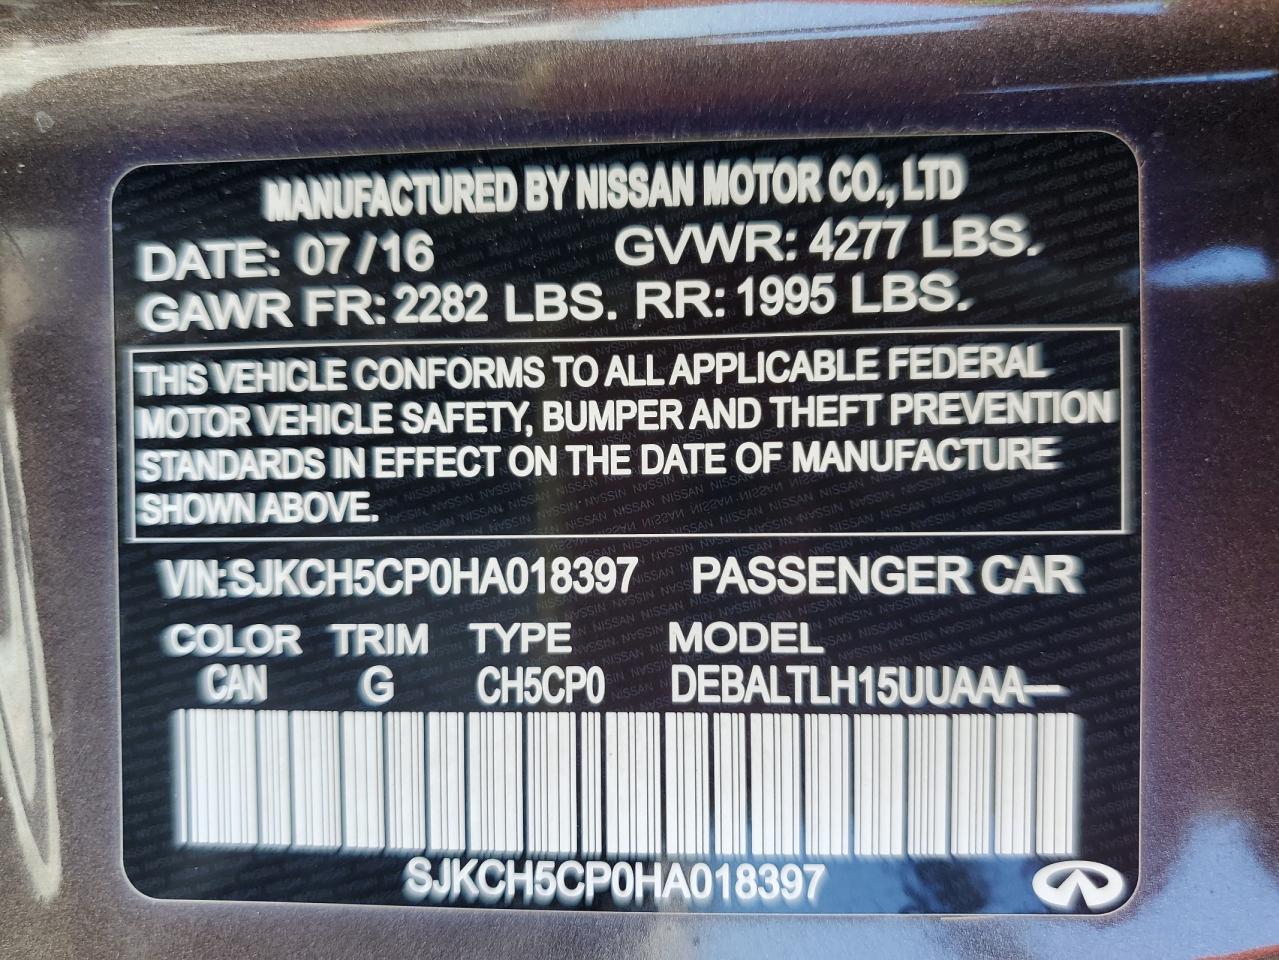 MANUFACTURED BY NISSAN MOTOR CO., LTD
DATE: 07/16 GVWR: 4277 LBS.
GAWR FR: 2282 LBS. RR: 1995 LBS.
THIS VEHICLE CONFORMS TO ALL APPLICABLE FEDERAL
MOTOR VEHICLE SAFETY, BUMPER AND THEFT PREVENTION
STANDARDS IN EFFECT ON THE DATE OF MANUFACTURE
SHOWN ABOVE.
VIN:SJKCH5CP0HA018397 PASSENGER CAR
COLOR TRIM TYPE MODEL
CAN G CH5CP0 DEBALTLH15UUAAA—
SJKCH5CP0HA018397